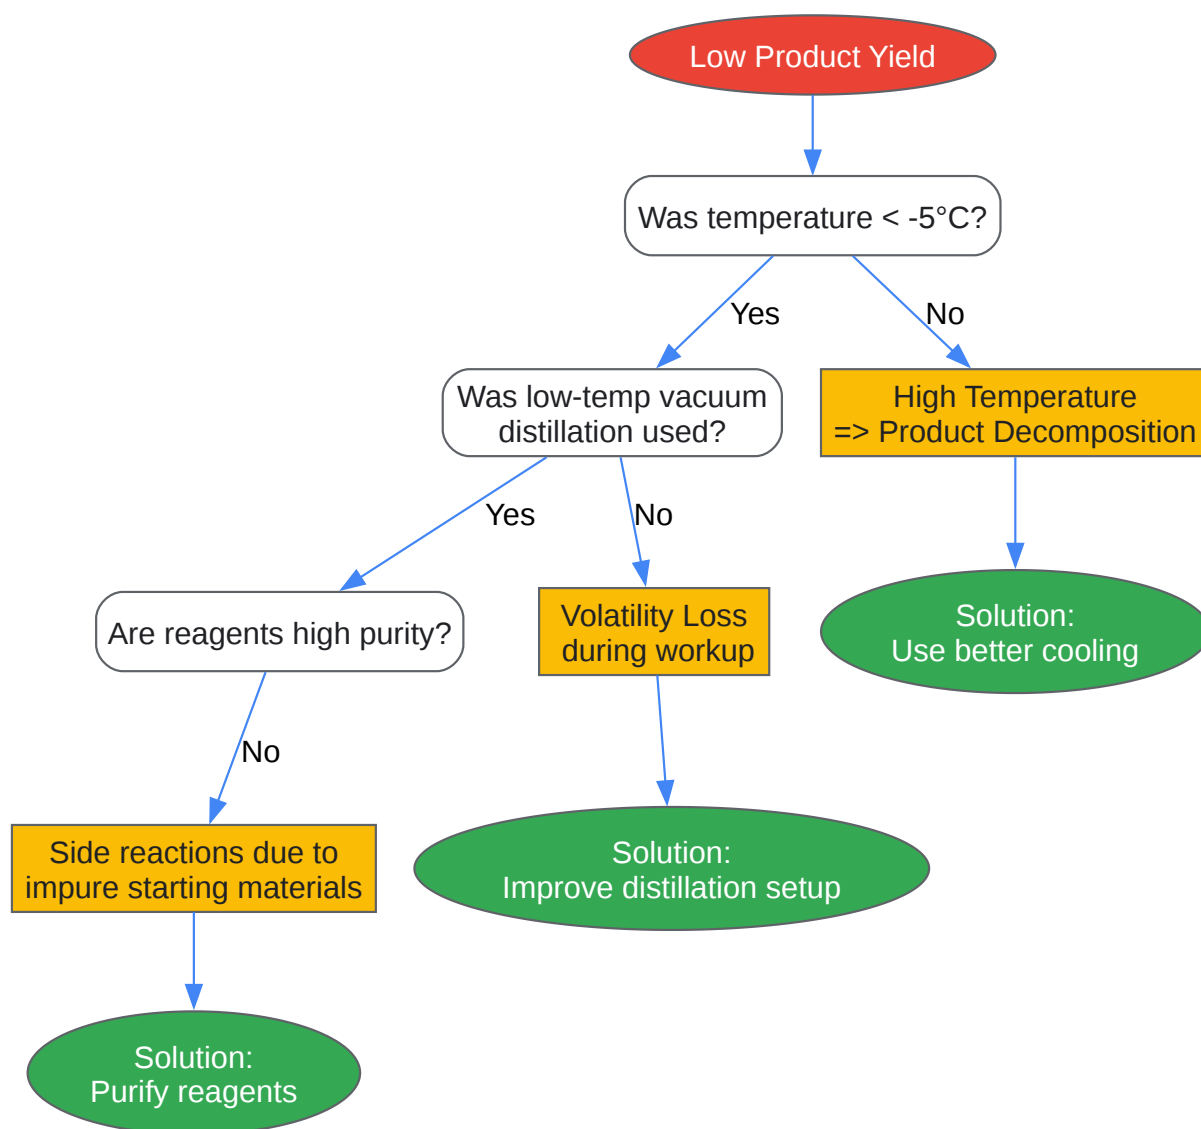 Low Product Yield
Was temperature < -5°C?
Yes
No
Was low-temp vacuum
distillation used?
High Temperature
=> Product Decomposition
Yes
No
Are reagents high purity?
Volatility Loss
during workup
Solution:
Use better cooling
No
Side reactions due to
impure starting materials
Solution:
Improve distillation setup
Solution:
Purify reagents